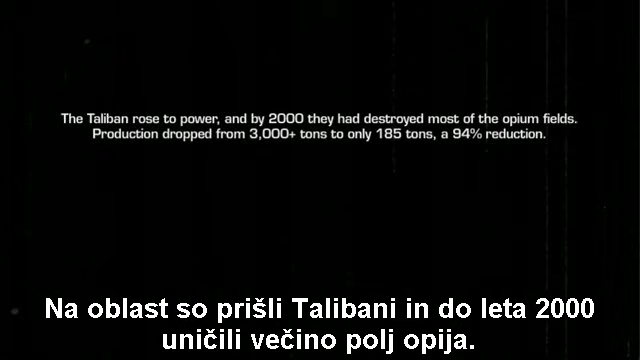 The Taliban rose to power, and by 2000 they had destroyed most of the opium fields.
Production dropped from 3,000+ tons to only 185 tons, a 94% reduction.
Na oblast so prišli Talibani in do leta 2000
uničili večino polj opija.